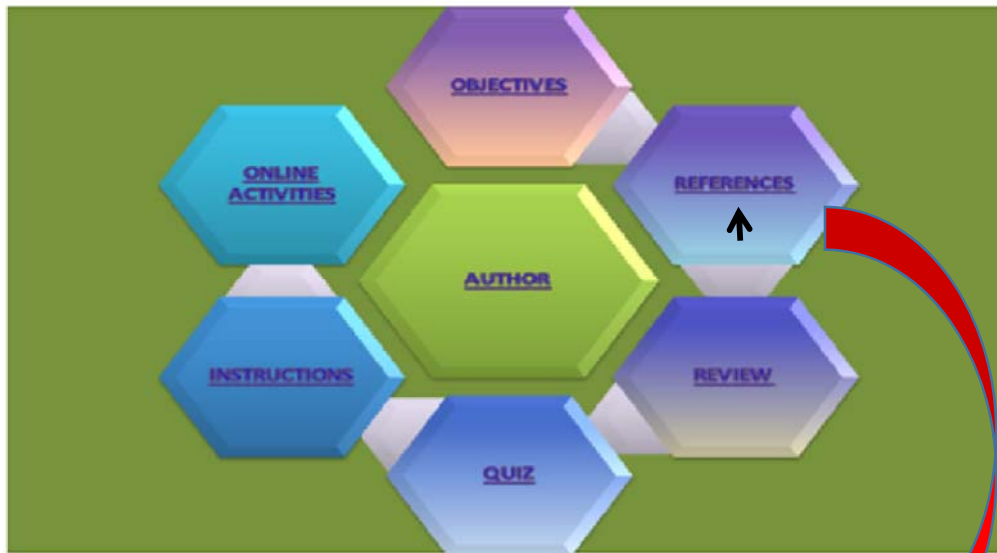 OBJECTIVES
ONLINE
ACTIVITIES
REFERENCES
AUTHOR
INSTRUCTIONS
REVIEW
QUIZ